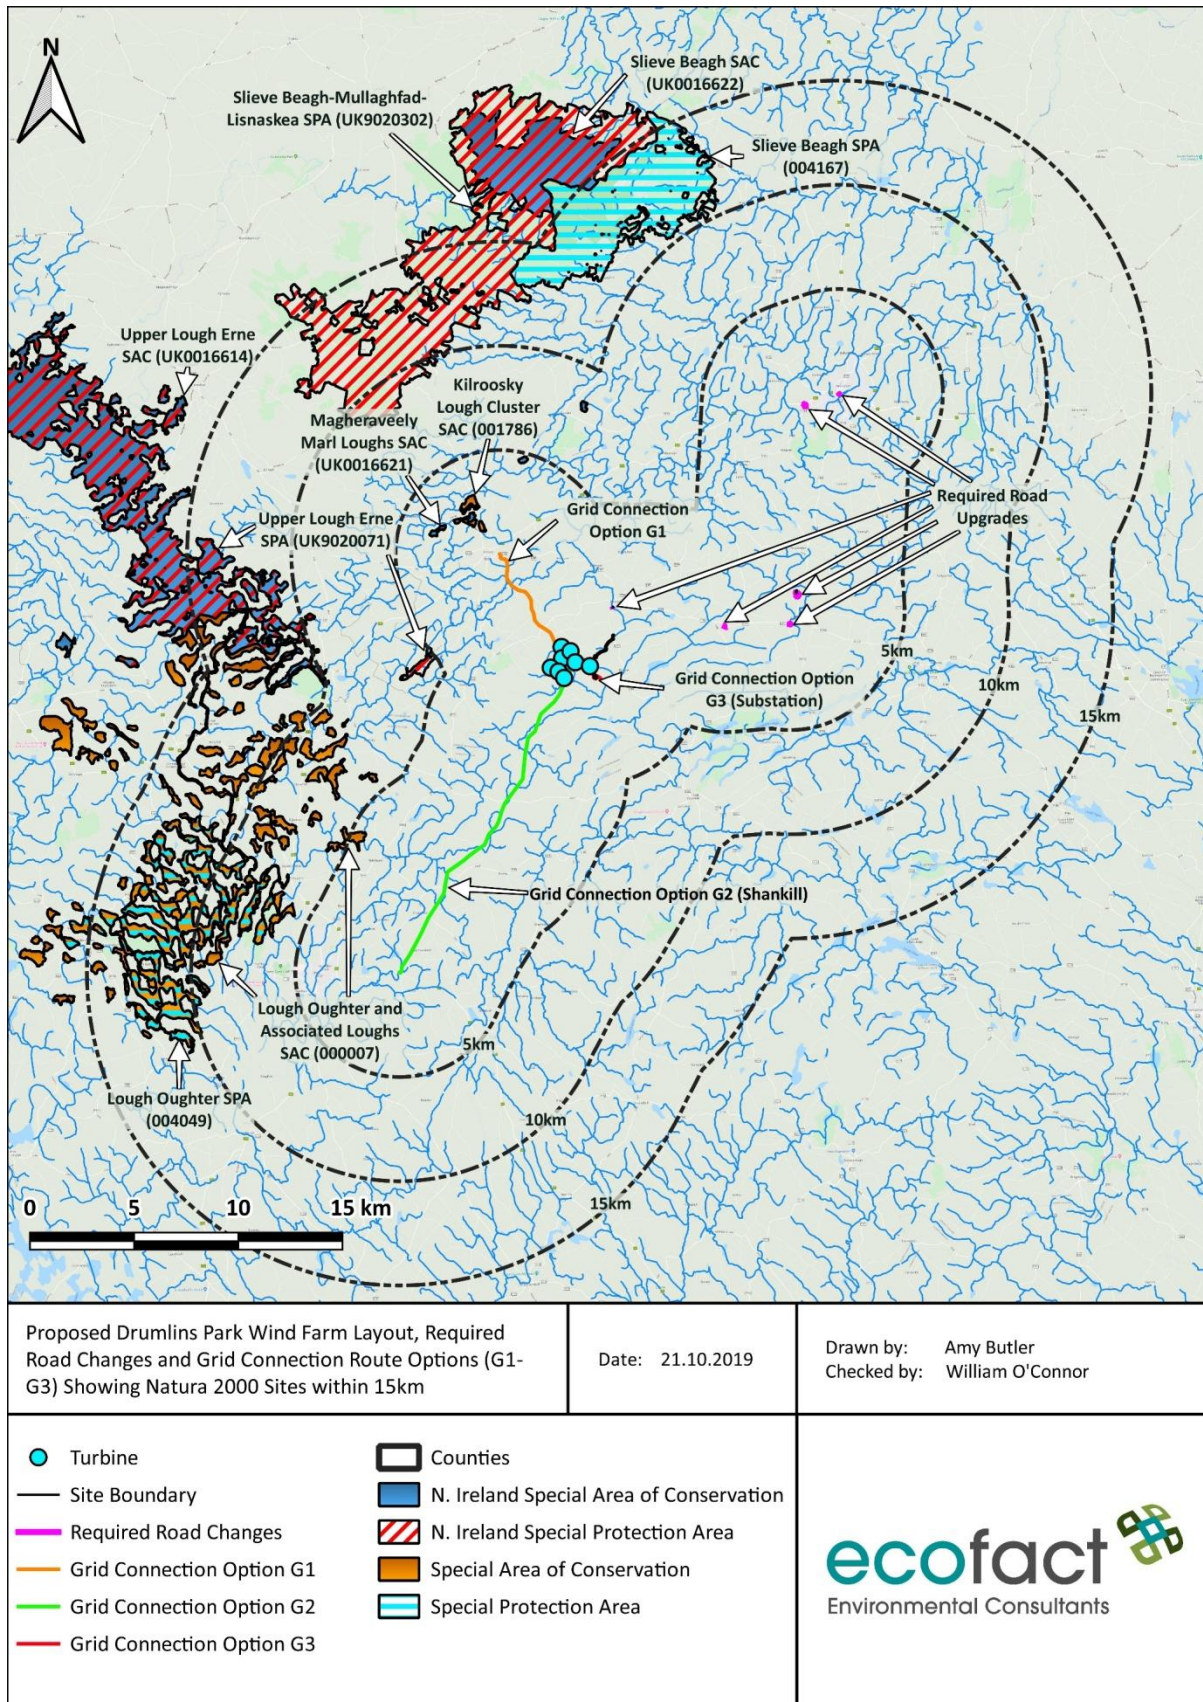 N
Slieve Beagh SAC
(UK0016622)
Slieve Beagh-Mullaghfad-
Lisnaskea SPA (UK9020302)
Slieve Beagh SPA
(004167)
Upper Lough Erne
SAC (UK0016614)
Kilroosky
Lough Cluster
SAC (001786)
Magheraveely
Marl Loughs SAC
(UK0016621)
Grid Connection
Option G1
Required Road
Upgrades
Upper Lough Erne
SPA (UK9020071)
5km
10km
15km
Grid Connection Option
G3 (Substation)
Grid Connection Option G2 (Shankill)
Lough Oughter and
Associated Loughs
SAC (000007)
5km
Lough Oughter SPA
(004049)
10km
15km
0 5 10 15 km
Proposed Drumlins Park Wind Farm Layout, Required
Road Changes and Grid Connection Route Options (G1-
G3) Showing Natura 2000 Sites within 15km
Date: 21.10.2019
Drawn by: Amy Butler
Checked by: William O'Connor
Turbine
Site Boundary
Required Road Changes
Grid Connection Option G1
Grid Connection Option G2
Grid Connection Option G3
Counties
N. Ireland Special Area of Conservation
N. Ireland Special Protection Area
Special Area of Conservation
Special Protection Area
ecofact
Environmental Consultants